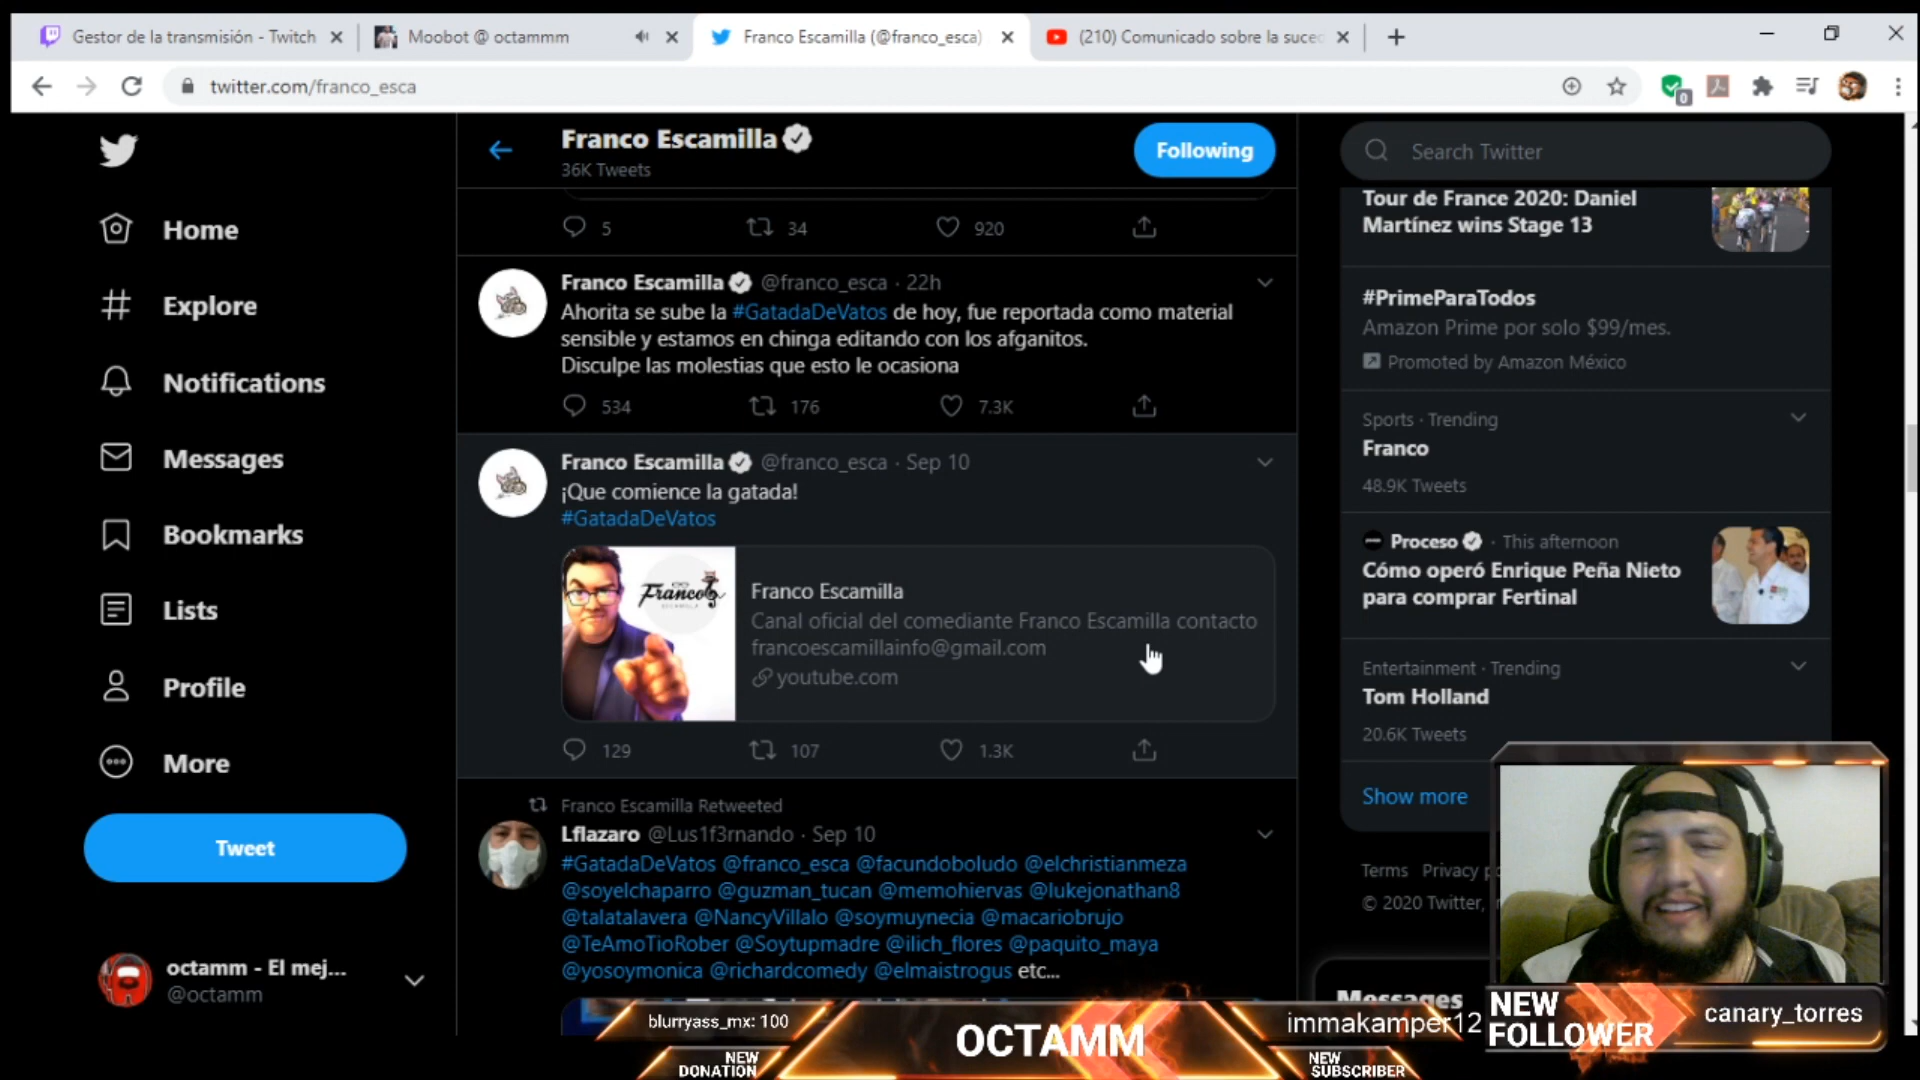 Gestor de la transmisión - Twitch
Moobot @ octammm
Franco Escamilla (@franco_esca)
(210) Comunicado sobre la suced
twitter.com/franco_esca
0
Home
Explore
Notifications
Messages
Bookmarks
Lists
Profile
More
Tweet
octamm - El mej...
@octamm
Franco Escamilla
36K Tweets
Following
5
34
920
Franco Escamilla @franco_esca · 22h
Ahorita se sube la #GatadaDeVatos de hoy, fue reportada como material
sensible y estamos en chinga editando con los afganitos.
Disculpe las molestias que esto le ocasiona
534
176
7.3K
Franco Escamilla @franco_esca · Sep 10
¡Que comience la gatada!
#GatadaDeVatos
Franco
ESCAMILLA
Franco Escamilla
Canal oficial del comediante Franco Escamilla contacto
francoescamillainfo@gmail.com
youtube.com
129
107
1.3K
Franco Escamilla Retweeted
Lflazaro @Lus1f3rnando · Sep 10
#GatadaDeVatos @franco_esca @facundoboludo @elchristianmeza
@soyelchaparro @guzman_tucan @memohiervas @lukejonathan8
@talatalavera @NancyVillalo @soymuynecia @macariobrujo
@TeAmoTioRober @Soytupmadre @ilich_flores @paquito_maya
@yosoymonica @richardcomedy @elmaistrogus etc...
Search Twitter
Tour de France 2020: Daniel
Martínez wins Stage 13
#PrimeParaTodos
Amazon Prime por solo $99/mes.
Promoted by Amazon México
Sports · Trending
Franco
48.9K Tweets
Proceso · This afternoon
Cómo operó Enrique Peña Nieto
para comprar Fertinal
Entertainment · Trending
Tom Holland
20.6K Tweets
Show more
Terms Privacy po
© 2020 Twitter,
Messages
blurryass_mx: 100
NEW
DONATION
OCTAMM
immakamper12
NEW
SUBSCRIBER
NEW
FOLLOWER
canary_torres